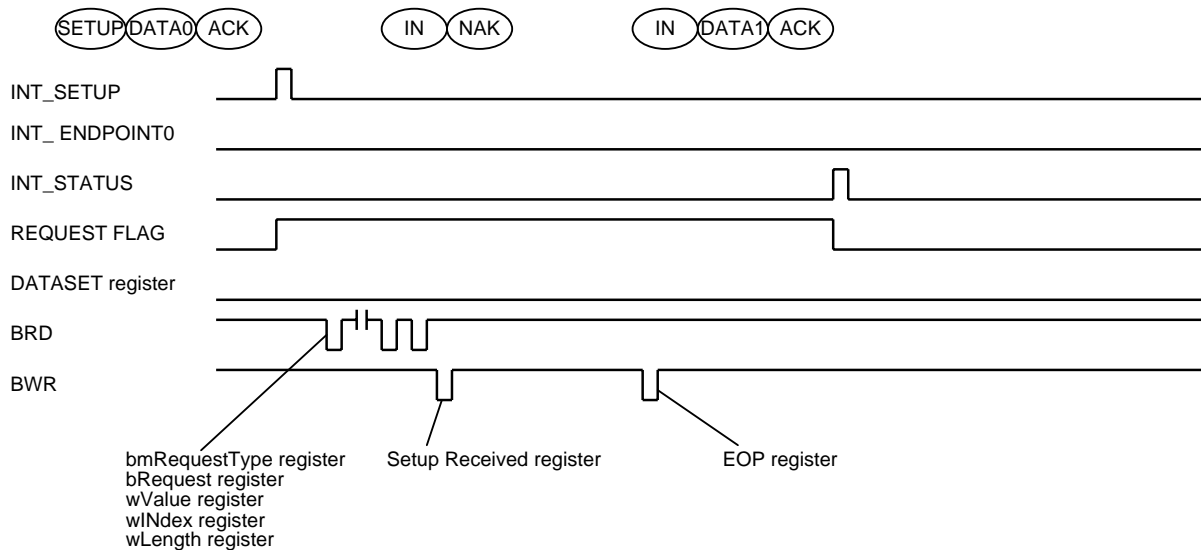 SETUP DATA0 ACK IN NAK IN DATA1 ACK
INT_SETUP
INT_ ENDPOINT0
INT_STATUS
REQUEST FLAG
DATASET register
BRD
BWR
bmRequestType register
bRequest register
wValue register
wINdex register
wLength register
Setup Received register
EOP register